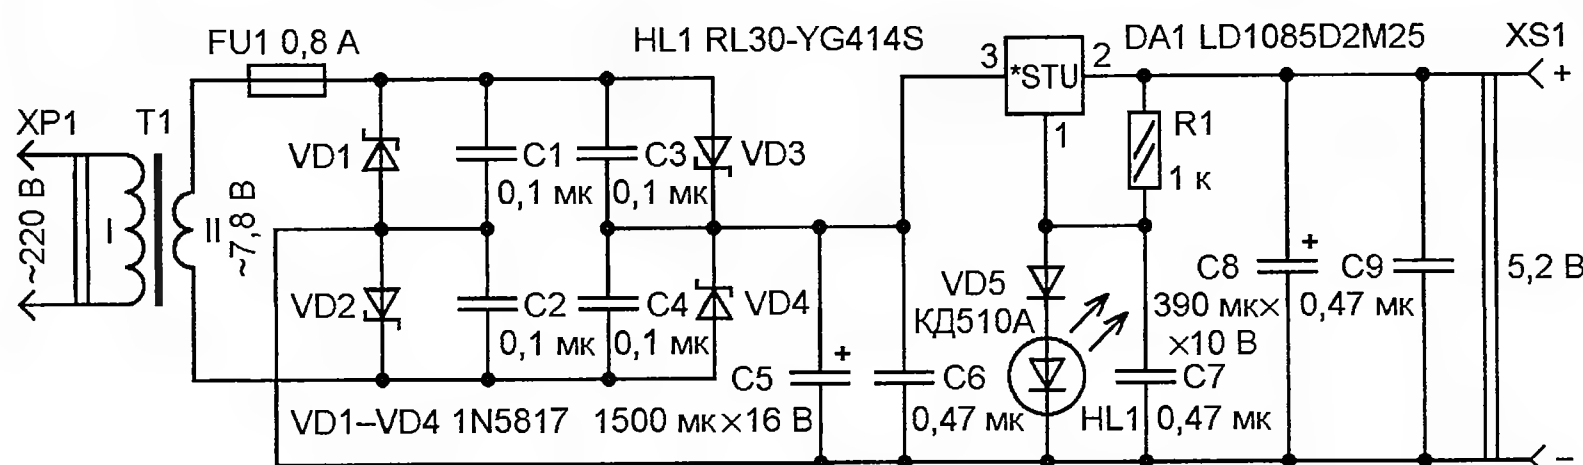 FU1 0,8 А
HL1 RL30-YG414S
DA1 LD1085D2M25
XS1
3
*STU
2
1
+
XP1
T1
~220 В
I
II
~7,8 В
VD1
C1
0,1 мк
C3
0,1 мк
VD3
R1
1 к
VD2
C2
0,1 мк
C4
0,1 мк
VD4
VD5
КД510А
+
C8
390 мк×
×10 В
C9
0,47 мк
5,2 В
+
C5
1500 мк×16 В
C6
0,47 мк
HL1
C7
0,47 мк
VD1–VD4 1N5817
–